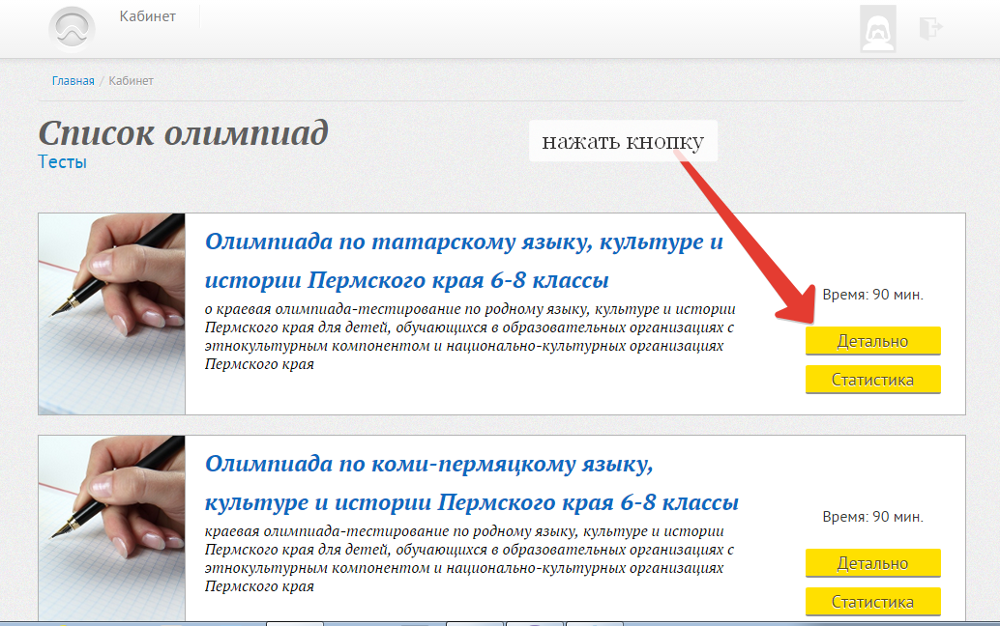 Кабинет
Главная / Кабинет
Список олимпиад
Тесты
нажать кнопку
Олимпиада по татарскому языку, культуре и
истории Пермского края 6-8 классы
о краевая олимпиада-тестирование по родному языку, культуре и истории
Пермского края для детей, обучающихся в образовательных организациях с
этнокультурным компонентом и национально-культурных организациях
Пермского края
Время: 90 мин.
Детально
Статистика
Олимпиада по коми-пермяцкому языку,
культуре и истории Пермского края 6-8 классы
краевая олимпиада-тестирование по родному языку, культуре и истории
Пермского края для детей, обучающихся в образовательных организациях с
этнокультурным компонентом и национально-культурных организациях
Пермского края
Время: 90 мин.
Детально
Статистика